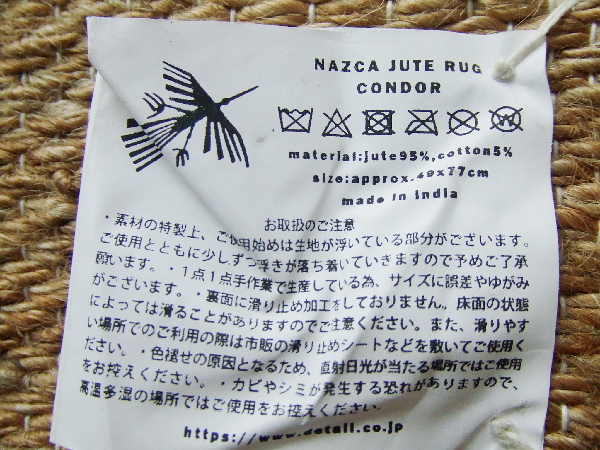 NAZCA JUTE RUG
CONDOR
material:jute95%,cotton5%
size:approx.49x77cm
made in india
お取扱のご注意
・素材の特製上、ご使用始めは生地が浮いている部分がございます。
ご使用とともに少しずつ浮きが落ち着いていきますので予めご了承
願います。・1点1点手作業で生産している為、サイズに誤差やゆがみ
がございます。・裏面に滑り止め加工をしておりません。床面の状態
によっては滑ることがありますのでご注意ください。また、滑りやす
い場所でのご利用の際は市販の滑り止めシートなどを敷いてご使用く
ださい。・色褪せの原因となるため、直射日光が当たる場所ではご使用
をお控えください。・カビやシミが発生する恐れがありますので、
高温多湿の場所ではご使用をお控えください。
https://www.detail.co.jp